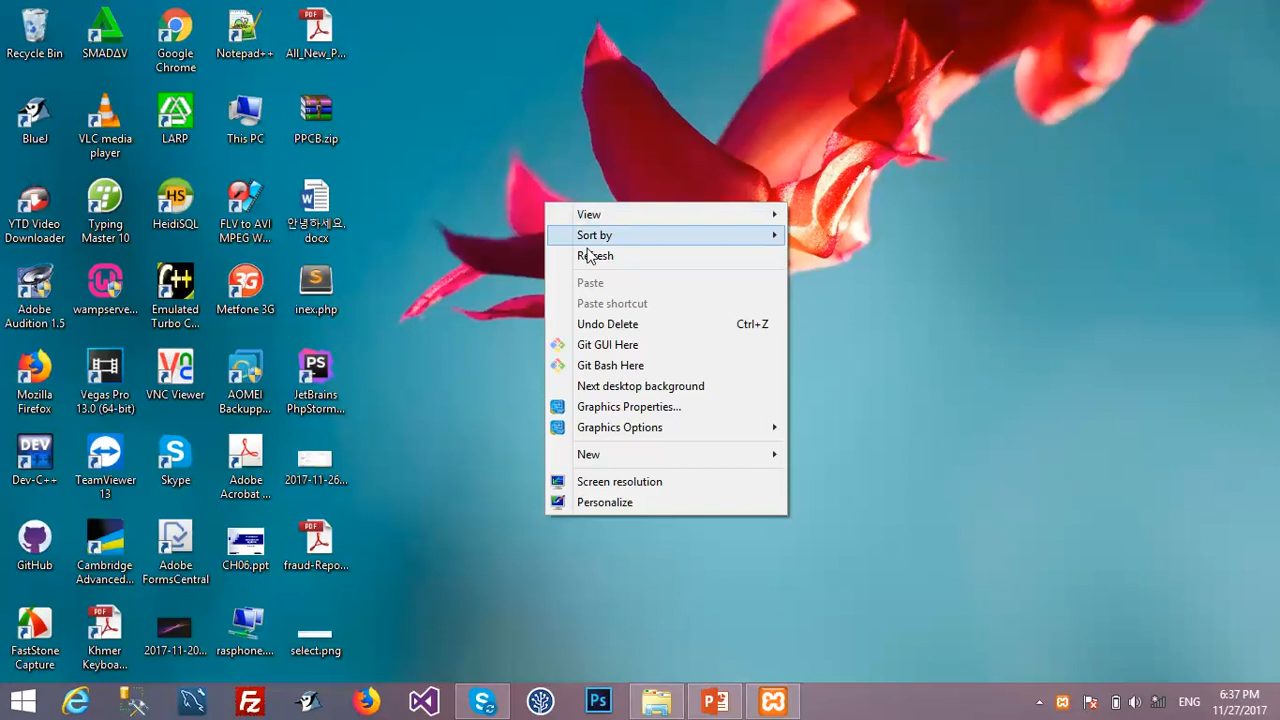 Recycle Bin
SMADAV
Google
Chrome
Notepad++
All_New_P...
BlueJ
VLC media
player
LARP
This PC
PPCB.zip
YTD Video
Downloader
Typing
Master 10
HeidiSQL
FLV to AVI
MPEG W...
안녕하세요.
docx
Adobe
Audition 1.5
wampserve...
Emulated
Turbo C...
Metfone 3G
inex.php
Mozilla
Firefox
Vegas Pro
13.0 (64-bit)
VNC Viewer
AOMEI
Backupp...
JetBrains
PhpStorm...
Dev-C++
TeamViewer
13
Skype
Adobe
Acrobat ...
2017-11-26...
GitHub
Cambridge
Advanced...
Adobe
FormsCentral
CH06.ppt
fraud-Repo...
FastStone
Capture
Khmer
Keyboa...
2017-11-20...
rasphone....
select.png
View
Sort by
Refresh
Paste
Paste shortcut
Undo Delete Ctrl+Z
Git GUI Here
Git Bash Here
Next desktop background
Graphics Properties...
Graphics Options
New
Screen resolution
Personalize
ENG
6:37 PM
11/27/2017